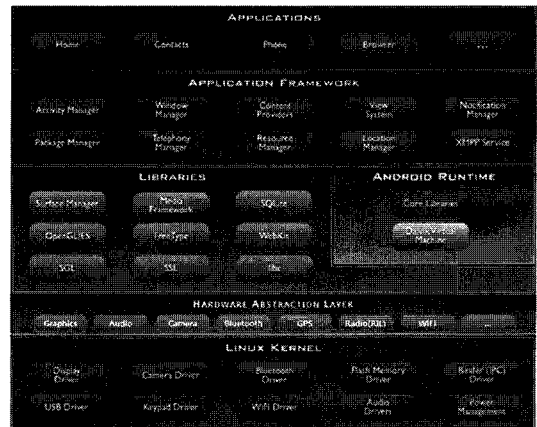 APPLICATIONS
Home Contacts Phone Browser ...
APPLICATION FRAMEWORK
Activity Manager Window Manager Content Providers View System Notification Manager
Package Manager Telephony Manager Resource Manager Location Manager XMPP Service
LIBRARIES
Surface Manager Media Framework SQLite
OpenGL|ES FreeType WebKit
SGL SSL libc
ANDROID RUNTIME
Core Libraries
Dalvik Virtual Machine
HARDWARE ABSTRACTION LAYER
Graphics Audio Camera Bluetooth GPS Radio(RIL) WiFi ...
LINUX KERNEL
Display Driver Camera Driver Bluetooth Driver Flash Memory Driver Binder (IPC) Driver
USB Driver Keypad Driver WiFi Driver Audio Drivers Power Management